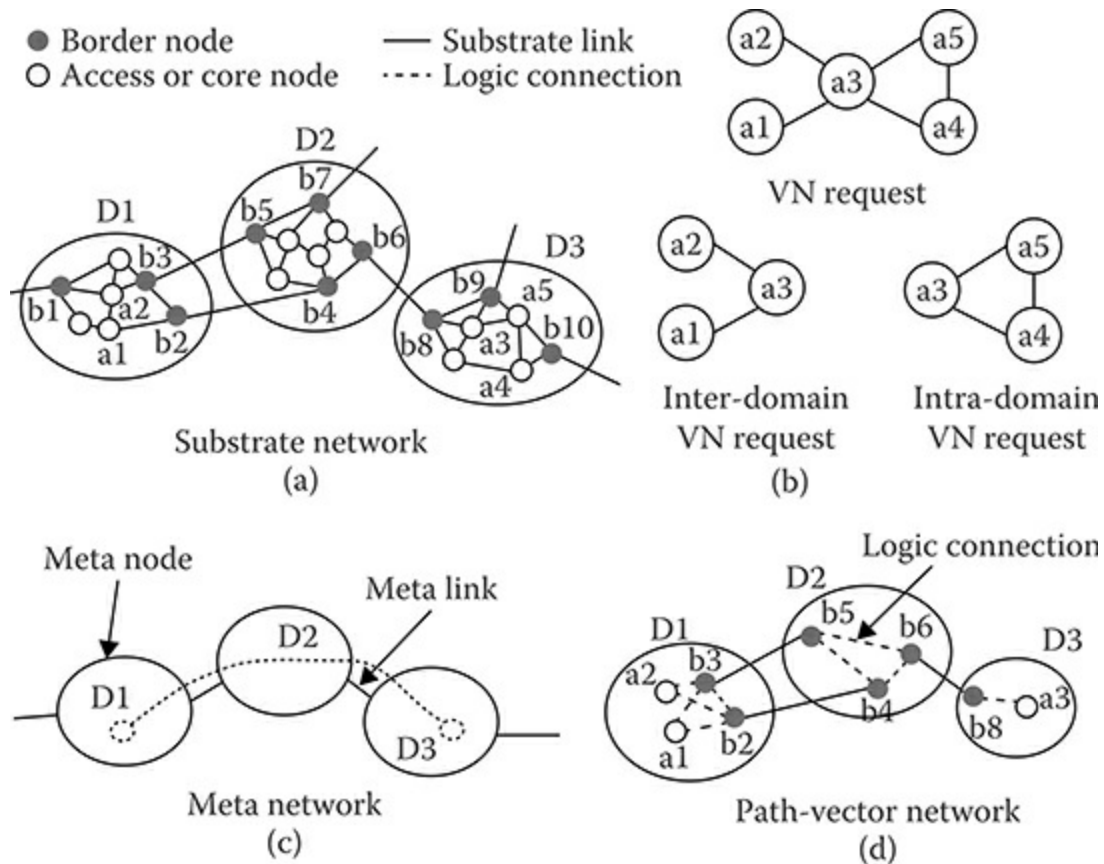 Border node
Access or core node
Substrate link
Logic connection
a2
a5
a3
a1
a4
VN request
D1
D2
D3
b7
b5
b6
b3
b9
a5
b1
a2
b10
b4
a1
b2
b8
a3
a4
Substrate network
(a)
a2
a3
a1
Inter-domain
VN request
a3
a5
a4
Intra-domain
VN request
(b)
Meta node
Meta link
D2
D1
D3
Meta network
(c)
Logic connection
D2
D1
D3
b5
b6
b3
a2
b4
a3
a1
b2
b8
Path-vector network
(d)